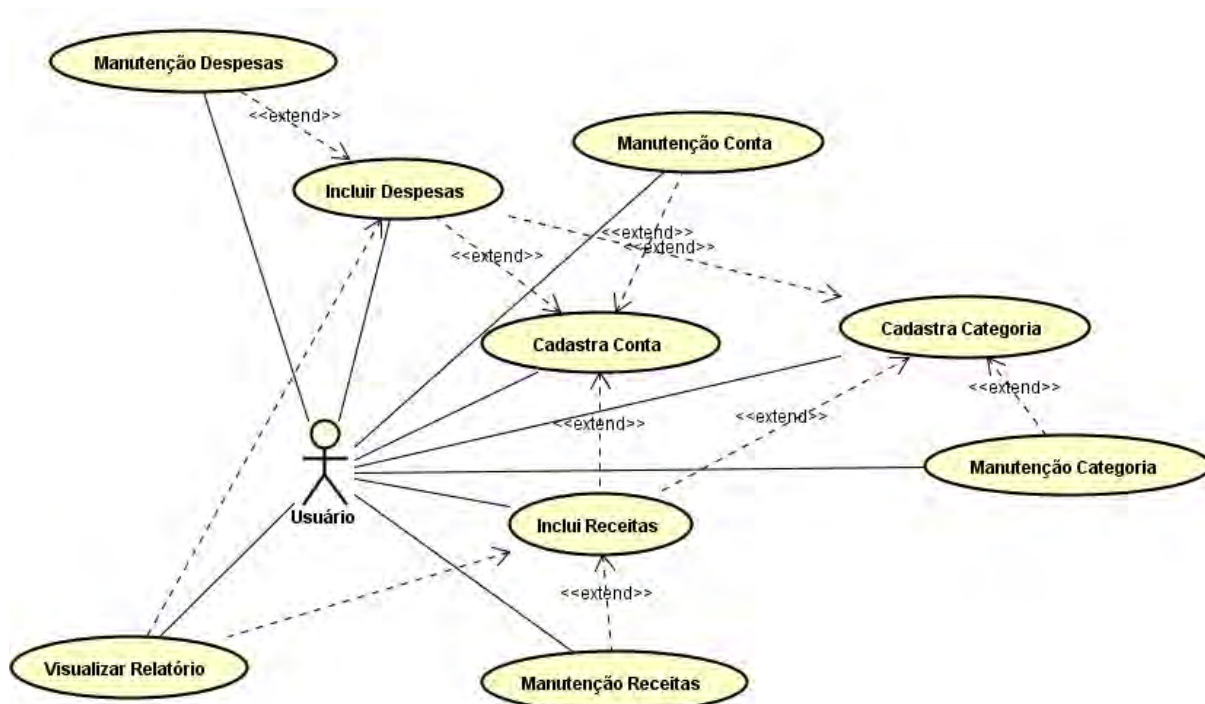 Manutenção Despesas
<<extend>>
Manutenção Conta
Incluir Despesas
<<extend>>
<<extend>>
<<extend>>
Cadastra Conta
Cadastra Categoria
<<extend>>
<<extend>>
<<extend>>
Manutenção Categoria
Usuário
Inclui Receitas
<<extend>>
Visualizar Relatório
Manutenção Receitas